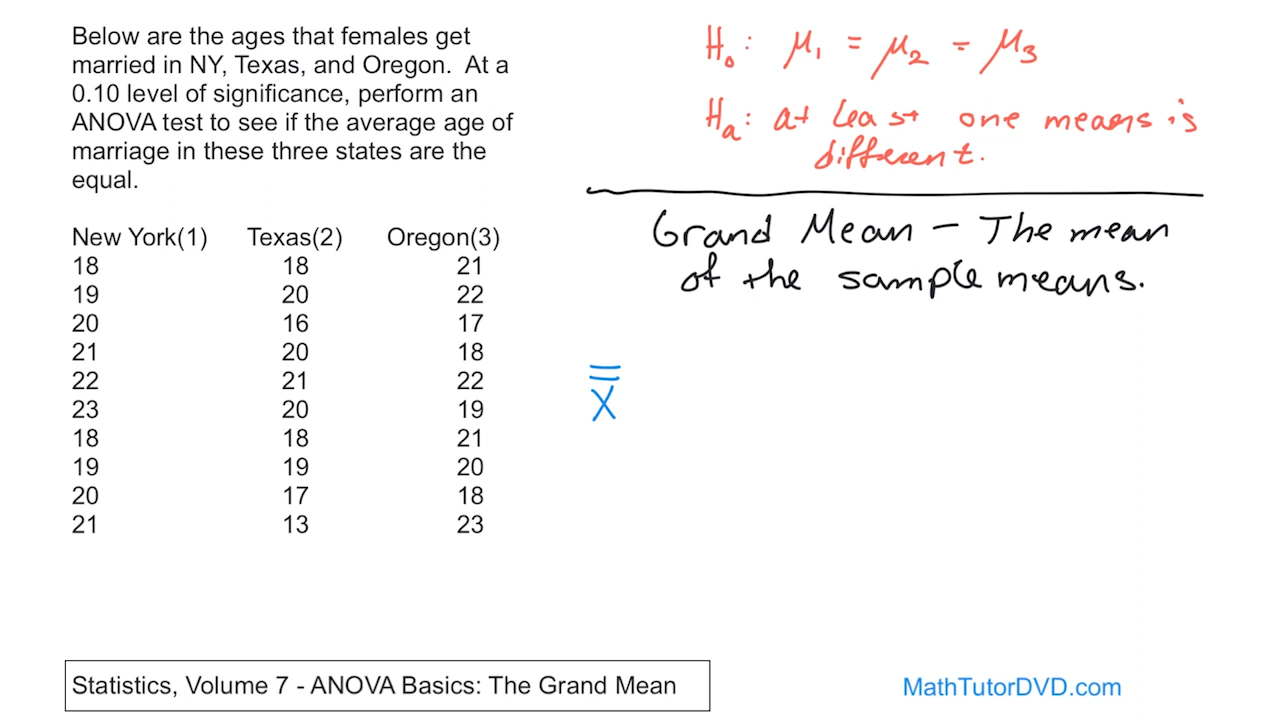 Below are the ages that females get
married in NY, Texas, and Oregon. At a
0.10 level of significance, perform an
ANOVA test to see if the average age of
marriage in these three states are the
equal.
New York(1) Texas(2) Oregon(3)
18 18 21
19 20 22
20 16 17
21 20 18
22 21 22
23 20 19
18 18 21
19 19 20
20 17 18
21 13 23
H₀: μ₁ = μ₂ = μ₃
Hₐ: at least one means is
different.
Grand Mean – The mean
of the sample means.
X̿
Statistics, Volume 7 - ANOVA Basics: The Grand Mean
MathTutorDVD.com